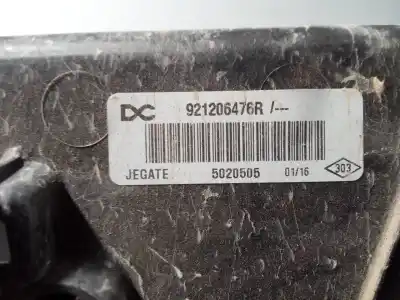 DC 921206476R /---
JEGATE 5020505 01/16 303